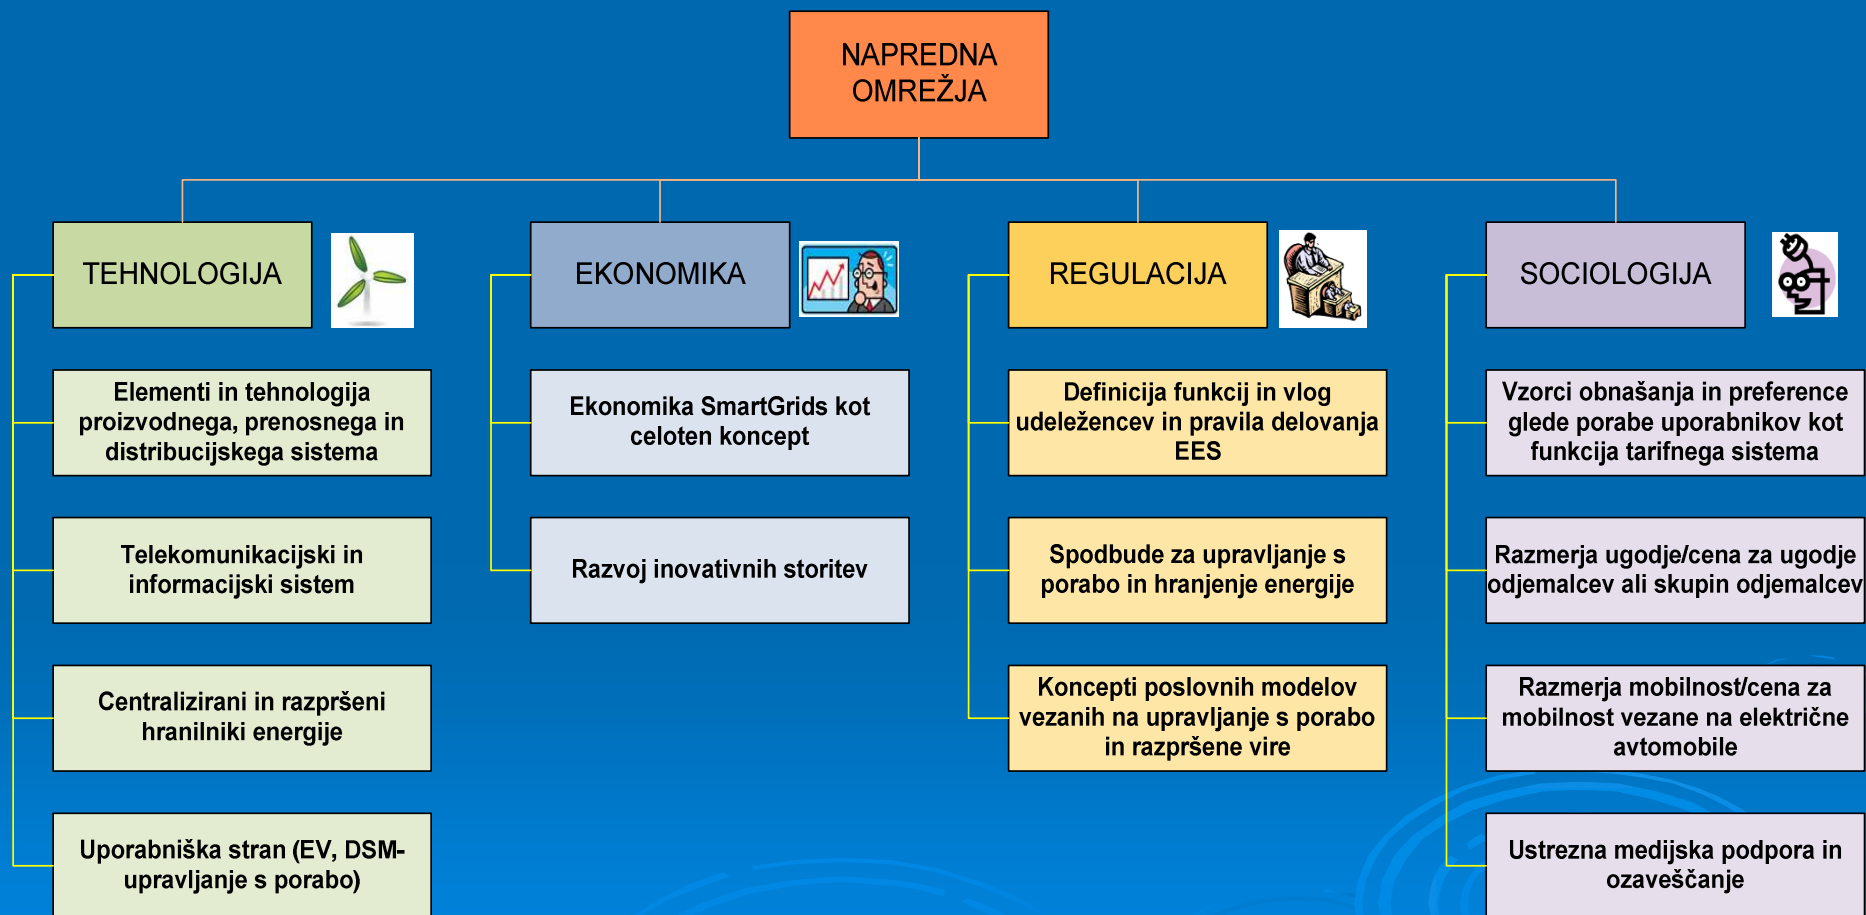 NAPREDNA
OMREŽJA
TEHNOLOGIJA
Elementi in tehnologija
proizvodnega, prenosnega in
distribucijskega sistema
Telekomunikacijski in
informacijski sistem
Centralizirani in razpršeni
hranilniki energije
Uporabniška stran (EV, DSM-
upravljanje s porabo)
EKONOMIKA
Ekonomika SmartGrids kot
celoten koncept
Razvoj inovativnih storitev
REGULACIJA
Definicija funkcij in vlog
udeležencev in pravila delovanja
EES
Spodbude za upravljanje s
porabo in hranjenje energije
Koncepti poslovnih modelov
vezanih na upravljanje s porabo
in razpršene vire
SOCIOLOGIJA
Vzorci obnašanja in preference
glede porabe uporabnikov kot
funkcija tarifnega sistema
Razmerja ugodje/cena za ugodje
odjemalcev ali skupin odjemalcev
Razmerja mobilnost/cena za
mobilnost vezane na električne
avtomobile
Ustrezna medijska podpora in
ozaveščanje